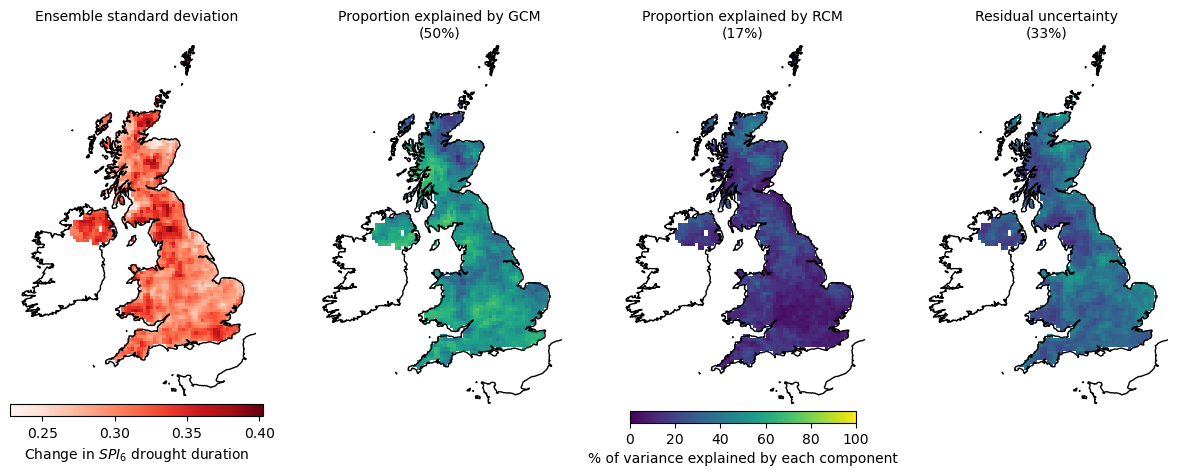 Ensemble standard deviation
Proportion explained by GCM
(50%)
Proportion explained by RCM
(17%)
Residual uncertainty
(33%)
0.25 0.30 0.35 0.40
Change in SPI6 drought duration
0 20 40 60 80 100
% of variance explained by each component